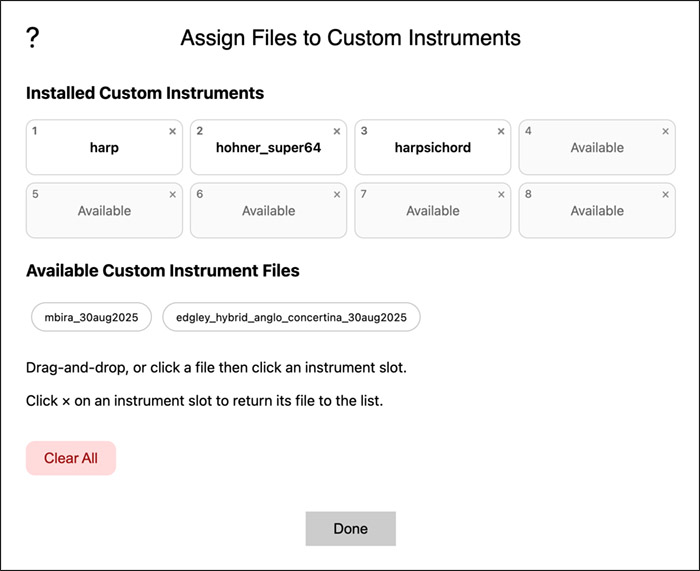 ? Assign Files to Custom Instruments
Installed Custom Instruments
1 harp × 2 hohner_super64 × 3 harpsichord × 4 Available ×
5 Available × 6 Available × 7 Available × 8 Available ×
Available Custom Instrument Files
mbira_30aug2025 edgley_hybrid_anglo_concertina_30aug2025
Drag-and-drop, or click a file then click an instrument slot.
Click × on an instrument slot to return its file to the list.
Clear All
Done